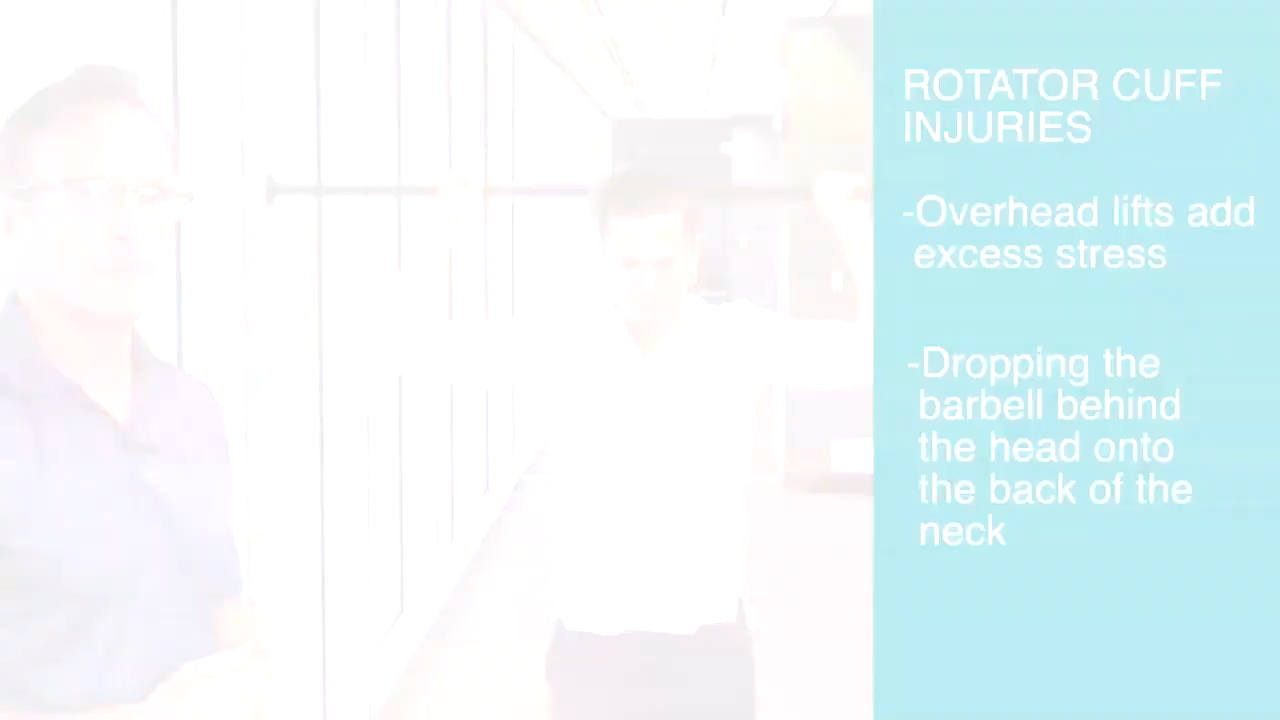 ROTATOR CUFF
INJURIES
-Overhead lifts add
excess stress
-Dropping the
barbell behind
the head onto
the back of the
neck